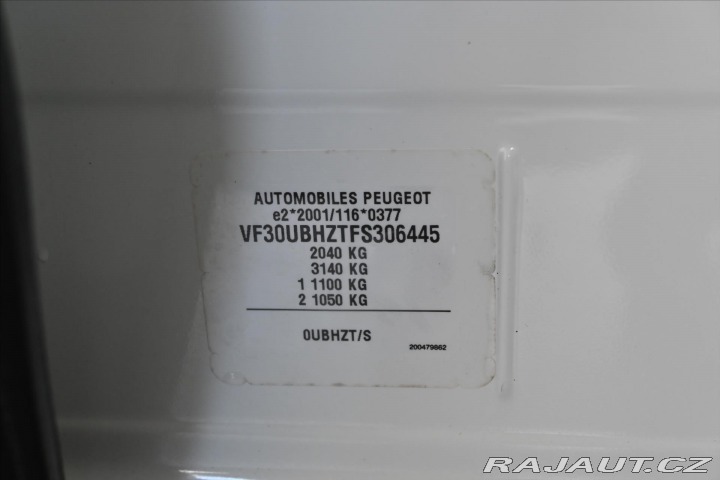 AUTOMOBILES PEUGEOT
e2*2001/116*0377
VF30UBHZTFS306445
2040 KG
3140 KG
1 1100 KG
2 1050 KG
0UBHZT/S
200479862
RAJAUT.CZ